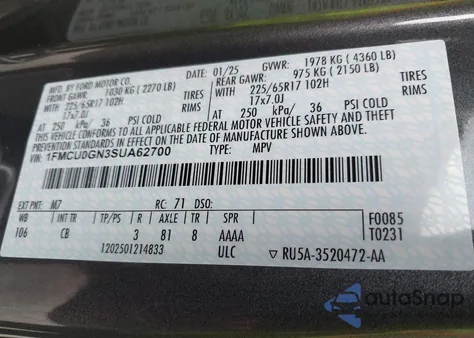 MFD. BY FORD MOTOR CO. 01/25 GVWR: 1978 KG ( 4360 LB)
FRONT GAWR: 1030 KG ( 2270 LB) REAR GAWR: 975 KG ( 2150 LB)
WITH 225/65R17 102H TIRES WITH 225/65R17 102H TIRES
17x7.0J RIMS 17x7.0J RIMS
AT 250 kPa/ 36 PSI COLD AT 250 kPa/ 36 PSI COLD
THIS VEHICLE CONFORMS TO ALL APPLICABLE FEDERAL MOTOR VEHICLE SAFETY AND THEFT
PREVENTION STANDARDS IN EFFECT ON THE DATE OF MANUFACTURE SHOWN ABOVE.
VIN: 1FMCU0GN3SUA62700 TYPE: MPV
EXT PNT: M7 RC: 71 DSO:
WB INT TR TP/PS R AXLE TR SPR F0085
106 CB 3 81 8 AAAA T0231
1202501214833 ULC ▽ RU5A-3520472-AA
autoSnap